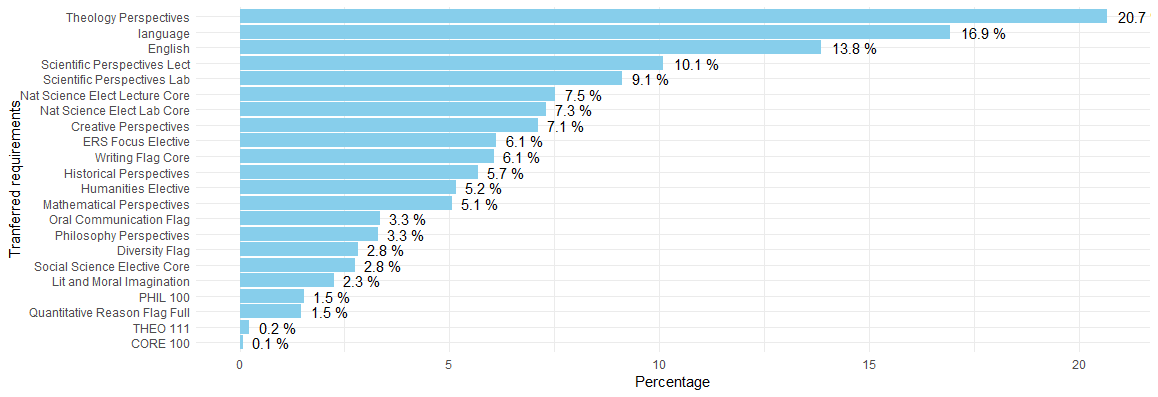 Theology Perspectives 20.7
language 16.9 %
English 13.8 %
Scientific Perspectives Lect 10.1 %
Scientific Perspectives Lab 9.1 %
Nat Science Elect Lecture Core 7.5 %
Nat Science Elect Lab Core 7.3 %
Creative Perspectives 7.1 %
ERS Focus Elective 6.1 %
Writing Flag Core 6.1 %
Historical Perspectives 5.7 %
Humanities Elective 5.2 %
Mathematical Perspectives 5.1 %
Oral Communication Flag 3.3 %
Philosophy Perspectives 3.3 %
Diversity Flag 2.8 %
Social Science Elective Core 2.8 %
Lit and Moral Imagination 2.3 %
PHIL 100 1.5 %
Quantitative Reason Flag Full 1.5 %
THEO 111 0.2 %
CORE 100 0.1 %
Tranferred requirements
0 5 10 15 20
Percentage